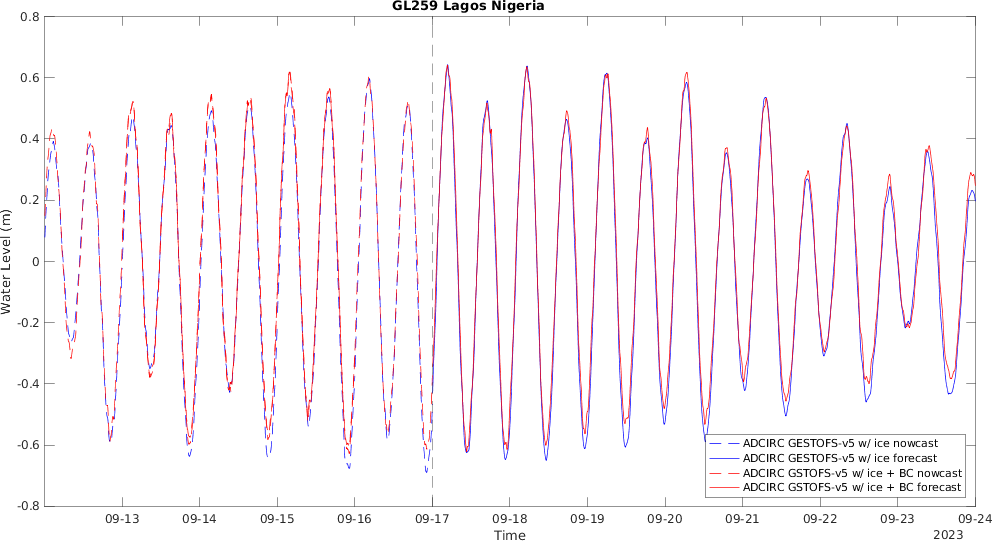 GL259 Lagos Nigeria
0.8
0.6
0.4
0.2
0
-0.2
-0.4
-0.6
-0.8
Water Level (m)
ADCIRC GESTOFS-v5 w/ ice nowcast
ADCIRC GESTOFS-v5 w/ ice forecast
ADCIRC GSTOFS-v5 w/ ice + BC nowcast
ADCIRC GSTOFS-v5 w/ ice + BC forecast
09-13 09-14 09-15 09-16 09-17 09-18 09-19 09-20 09-21 09-22 09-23 09-24
Time
2023